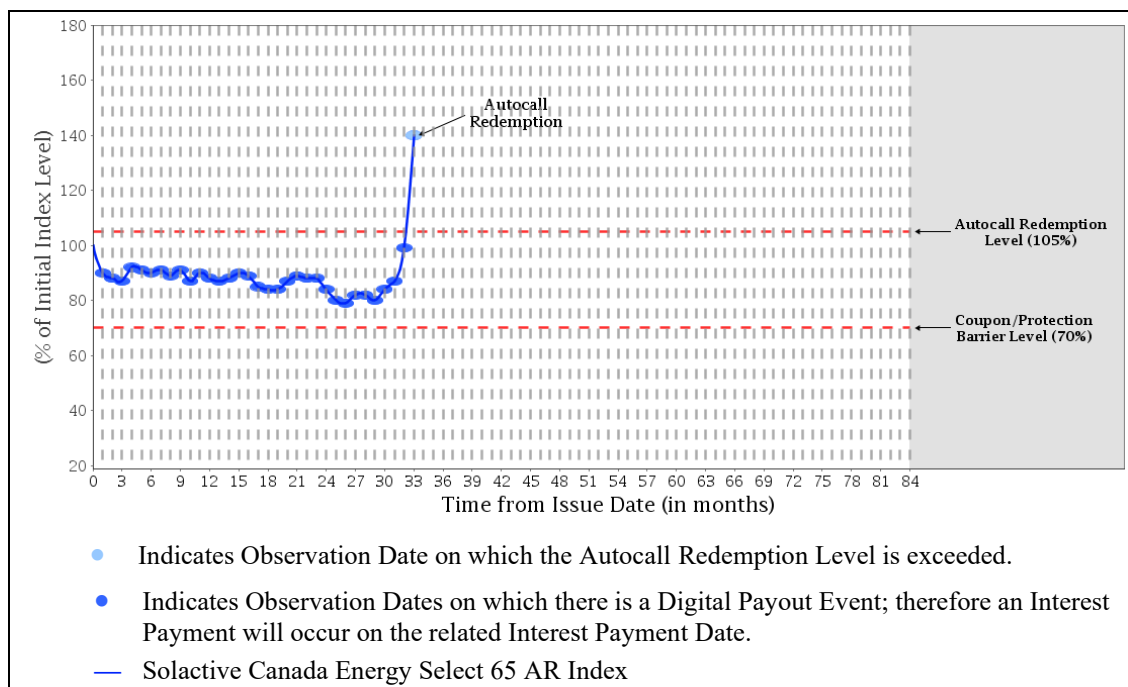 180
160
140
120
100
80
60
40
20
(% of Initial Index Level)
Autocall
Redemption
Autocall Redemption
Level (105%)
Coupon/Protection
Barrier Level (70%)
0 3 6 9 12 15 18 21 24 27 30 33 36 39 42 45 48 51 54 57 60 63 66 69 72 75 78 81 84
Time from Issue Date (in months)
Indicates Observation Date on which the Autocall Redemption Level is exceeded.
Indicates Observation Dates on which there is a Digital Payout Event; therefore an Interest
Payment will occur on the related Interest Payment Date.
Solactive Canada Energy Select 65 AR Index